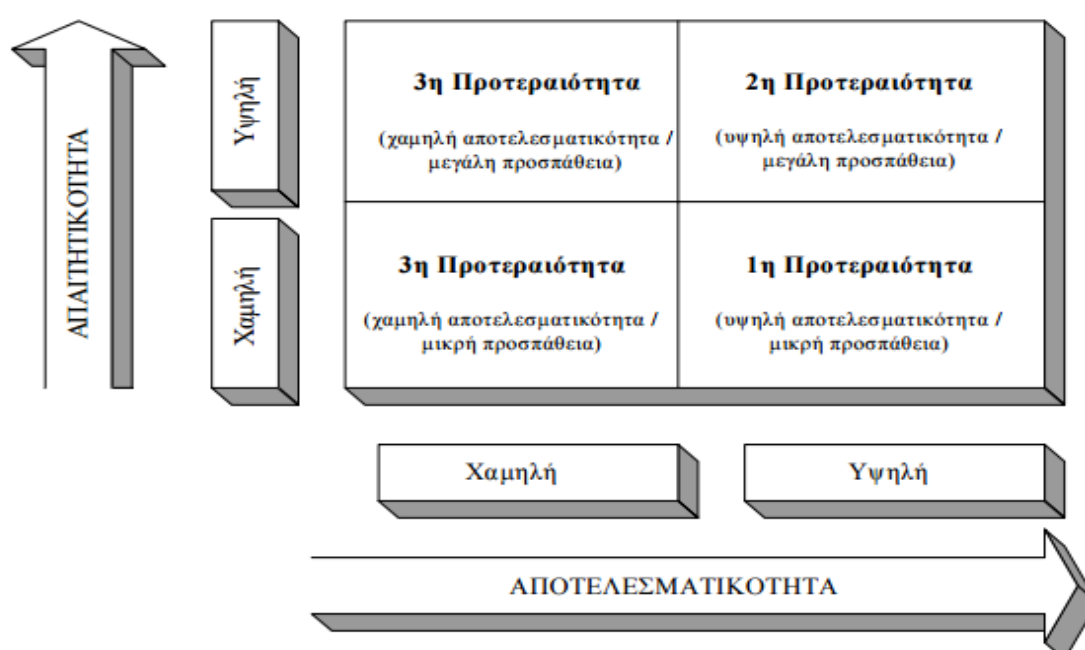 ΑΠΑΙΤΗΤΙΚΟΤΗΤΑ
Υψηλή
Χαμηλή
3η Προτεραιότητα
(χαμηλή αποτελεσματικότητα /
μεγάλη προσπάθεια)
2η Προτεραιότητα
(υψηλή αποτελεσματικότητα /
μεγάλη προσπάθεια)
3η Προτεραιότητα
(χαμηλή αποτελεσματικότητα /
μικρή προσπάθεια)
1η Προτεραιότητα
(υψηλή αποτελεσματικότητα /
μικρή προσπάθεια)
Χαμηλή
Υψηλή
ΑΠΟΤΕΛΕΣΜΑΤΙΚΟΤΗΤΑ